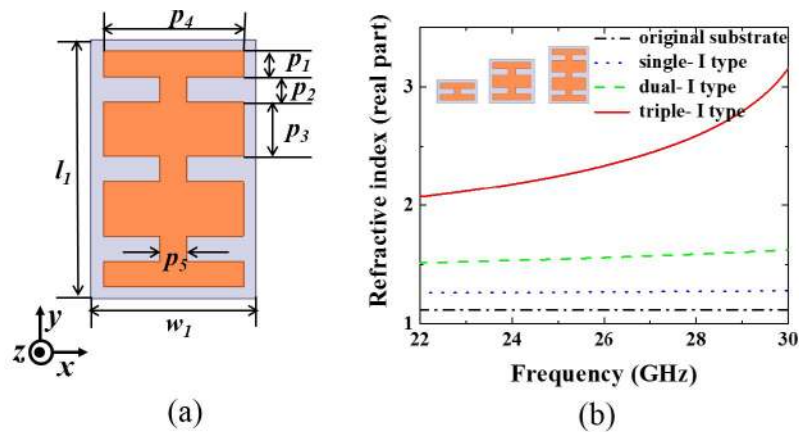 p4
p1
p2
p3
l1
p5
w1
y
z
x
(a)
Refractive index (real part)
3
2
1
original substrate
single- I type
dual- I type
triple- I type
22
24
26
28
30
Frequency (GHz)
(b)